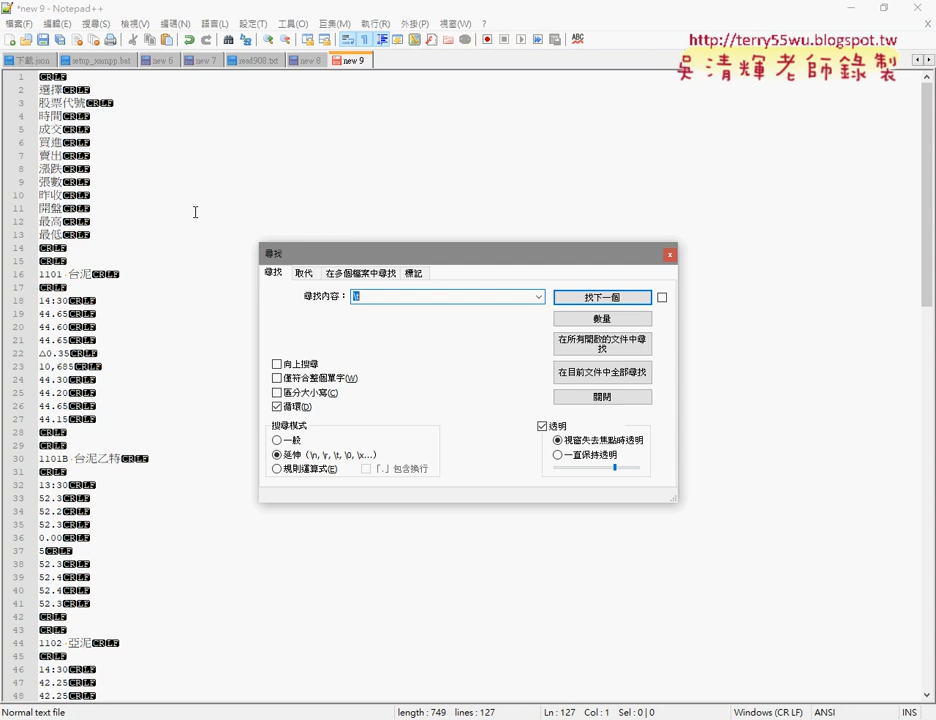 *new 9 - Notepad++
檔案(F) 編輯(E) 搜尋(S) 檢視(V) 編碼(N) 語言(L) 設定(T) 工具(O) 巨集(M) 執行(R) 外掛(P) 視窗(W) ?
http://terry55wu.blogspot.tw
吳清輝老師錄製
下載.json setup_xampp.bat new 6 new 7 read908.txt new 8 new 9
1 CRLF
2 選擇CRLF
3 股票代號CRLF
4 時間CRLF
5 成交CRLF
6 買進CRLF
7 賣出CRLF
8 漲跌CRLF
9 張數CRLF
10 昨收CRLF
11 開盤CRLF
12 最高CRLF
13 最低CRLF
14 CRLF
15 CRLF
16 1101 台泥CRLF
17 CRLF
18 14:30CRLF
19 44.65CRLF
20 44.60CRLF
21 44.65CRLF
22 △0.35CRLF
23 10,685CRLF
24 44.30CRLF
25 44.20CRLF
26 44.65CRLF
27 44.15CRLF
28 CRLF
29 CRLF
30 1101B 台泥乙特CRLF
31 CRLF
32 13:30CRLF
33 52.3CRLF
34 52.2CRLF
35 52.3CRLF
36 0.00CRLF
37 5CRLF
38 52.3CRLF
39 52.4CRLF
40 52.4CRLF
41 52.3CRLF
42 CRLF
43 CRLF
44 1102 亞泥CRLF
45 CRLF
46 14:30CRLF
47 42.25CRLF
48 42.25CRLF
尋找
尋找 取代 在多個檔案中尋找 標記
尋找內容： \t
找下一個
數量
在所有開啟的文件中尋找
在目前文件中全部尋找
關閉
向上搜尋
僅符合整個單字(W)
區分大小寫(C)
循環(D)
搜尋模式
一般
延伸 (\n, \r, \t, \0, \x...)
規則運算式(E) 「.」包含換行
透明
視窗失去焦點時透明
一直保持透明
Normal text file length : 749 lines : 127 Ln : 127 Col : 1 Sel : 0 | 0 Windows (CR LF) ANSI INS